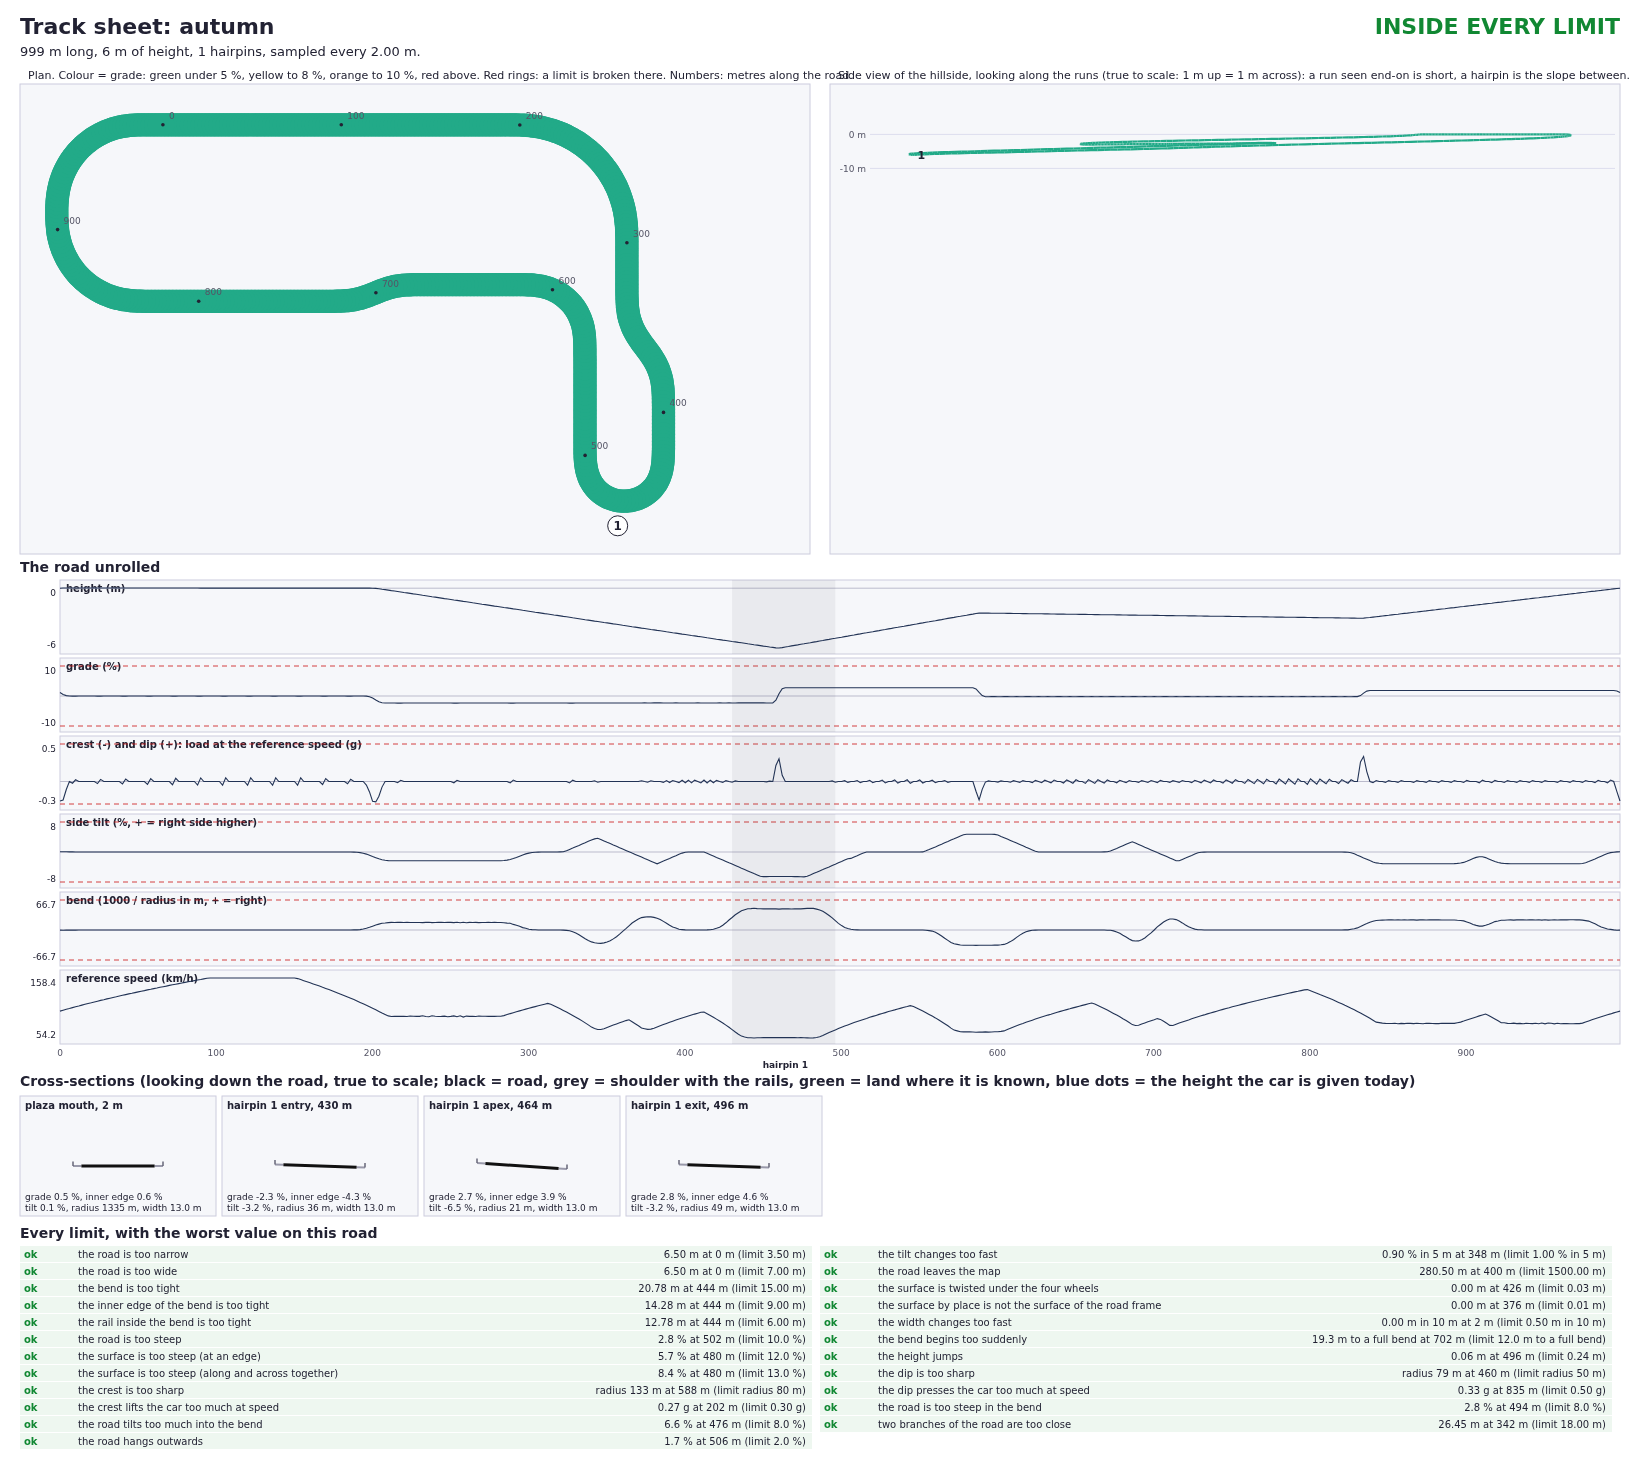 Track sheet: autumn
INSIDE EVERY LIMIT
999 m long, 6 m of height, 1 hairpins, sampled every 2.00 m.
Plan. Colour = grade: green under 5 %, yellow to 8 %, orange to 10 %, red above. Red rings: a limit is broken there. Numbers: metres along the road.
Side view of the hillside, looking along the runs (true to scale: 1 m up = 1 m across): a run seen end-on is short, a hairpin is the slope between.
0
100
200
300
400
500
600
700
800
900
1
0 m
-10 m
1
The road unrolled
height (m)
0
-6
grade (%)
10
-10
crest (-) and dip (+): load at the reference speed (g)
0.5
-0.3
side tilt (%, + = right side higher)
8
-8
bend (1000 / radius in m, + = right)
66.7
-66.7
reference speed (km/h)
158.4
54.2
0 100 200 300 400 500 600 700 800 900
hairpin 1
Cross-sections (looking down the road, true to scale; black = road, grey = shoulder with the rails, green = land where it is known, blue dots = the height the car is given today)
plaza mouth, 2 m
grade 0.5 %, inner edge 0.6 %
tilt 0.1 %, radius 1335 m, width 13.0 m
hairpin 1 entry, 430 m
grade -2.3 %, inner edge -4.3 %
tilt -3.2 %, radius 36 m, width 13.0 m
hairpin 1 apex, 464 m
grade 2.7 %, inner edge 3.9 %
tilt -6.5 %, radius 21 m, width 13.0 m
hairpin 1 exit, 496 m
grade 2.8 %, inner edge 4.6 %
tilt -3.2 %, radius 49 m, width 13.0 m
Every limit, with the worst value on this road
ok the road is too narrow 6.50 m at 0 m (limit 3.50 m)
ok the road is too wide 6.50 m at 0 m (limit 7.00 m)
ok the bend is too tight 20.78 m at 444 m (limit 15.00 m)
ok the inner edge of the bend is too tight 14.28 m at 444 m (limit 9.00 m)
ok the rail inside the bend is too tight 12.78 m at 444 m (limit 6.00 m)
ok the road is too steep 2.8 % at 502 m (limit 10.0 %)
ok the surface is too steep (at an edge) 5.7 % at 480 m (limit 12.0 %)
ok the surface is too steep (along and across together) 8.4 % at 480 m (limit 13.0 %)
ok the crest is too sharp radius 133 m at 588 m (limit radius 80 m)
ok the crest lifts the car too much at speed 0.27 g at 202 m (limit 0.30 g)
ok the road tilts too much into the bend 6.6 % at 476 m (limit 8.0 %)
ok the road hangs outwards 1.7 % at 506 m (limit 2.0 %)
ok the tilt changes too fast 0.90 % in 5 m at 348 m (limit 1.00 % in 5 m)
ok the road leaves the map 280.50 m at 400 m (limit 1500.00 m)
ok the surface is twisted under the four wheels 0.00 m at 426 m (limit 0.03 m)
ok the surface by place is not the surface of the road frame 0.00 m at 376 m (limit 0.01 m)
ok the width changes too fast 0.00 m in 10 m at 2 m (limit 0.50 m in 10 m)
ok the bend begins too suddenly 19.3 m to a full bend at 702 m (limit 12.0 m to a full bend)
ok the height jumps 0.06 m at 496 m (limit 0.24 m)
ok the dip is too sharp radius 79 m at 460 m (limit radius 50 m)
ok the dip presses the car too much at speed 0.33 g at 835 m (limit 0.50 g)
ok the road is too steep in the bend 2.8 % at 494 m (limit 8.0 %)
ok two branches of the road are too close 26.45 m at 342 m (limit 18.00 m)